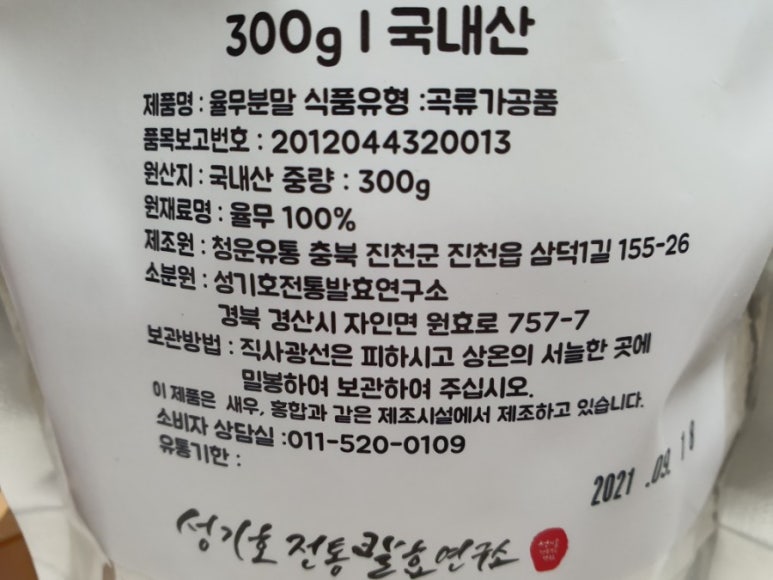 300g I 국내산
제품명 : 율무분말 식품유형 :곡류가공품
품목보고번호 : 2012044320013
원산지 : 국내산 중량 : 300g
원재료명 : 율무 100%
제조원 : 청운유통 충북 진천군 진천읍 삼덕1길 155-26
소분원 : 성기호전통발효연구소
경북 경산시 자인면 원효로 757-7
보관방법 : 직사광선은 피하시고 상온의 서늘한 곳에
밀봉하여 보관하여 주십시오.
이 제품은 새우, 홍합과 같은 제조시설에서 제조하고 있습니다.
소비자 상담실 :011-520-0109
유통기한 :
2021 .09. 18
성기호 전통발효연구소